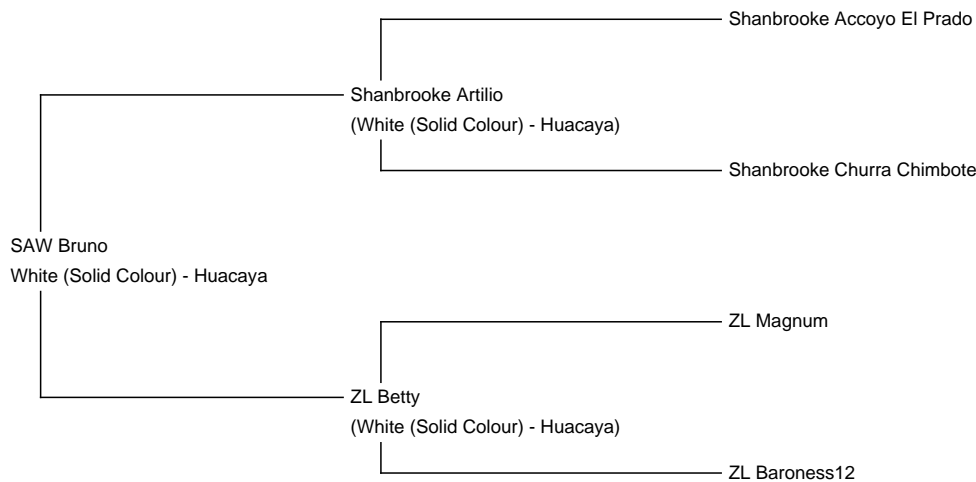 Shanbrooke Accoyo El Prado
Shanbrooke Artilio
(White (Solid Colour) - Huacaya)
Shanbrooke Churra Chimbote
SAW Bruno
White (Solid Colour) - Huacaya
ZL Magnum
ZL Betty
(White (Solid Colour) - Huacaya)
ZL Baroness12